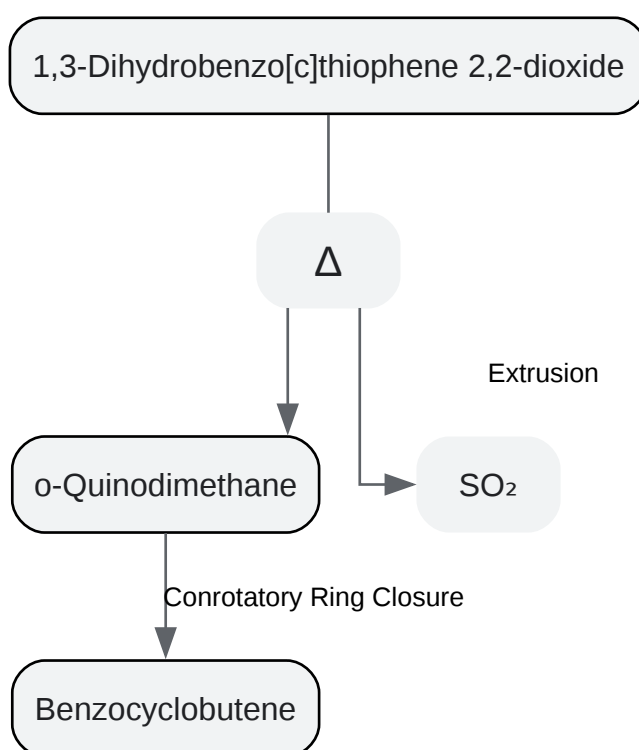 1,3-Dihydrobenzo[c]thiophene 2,2-dioxide
Δ
Extrusion
o-Quinodimethane
SO₂
Conrotatory Ring Closure
Benzocyclobutene